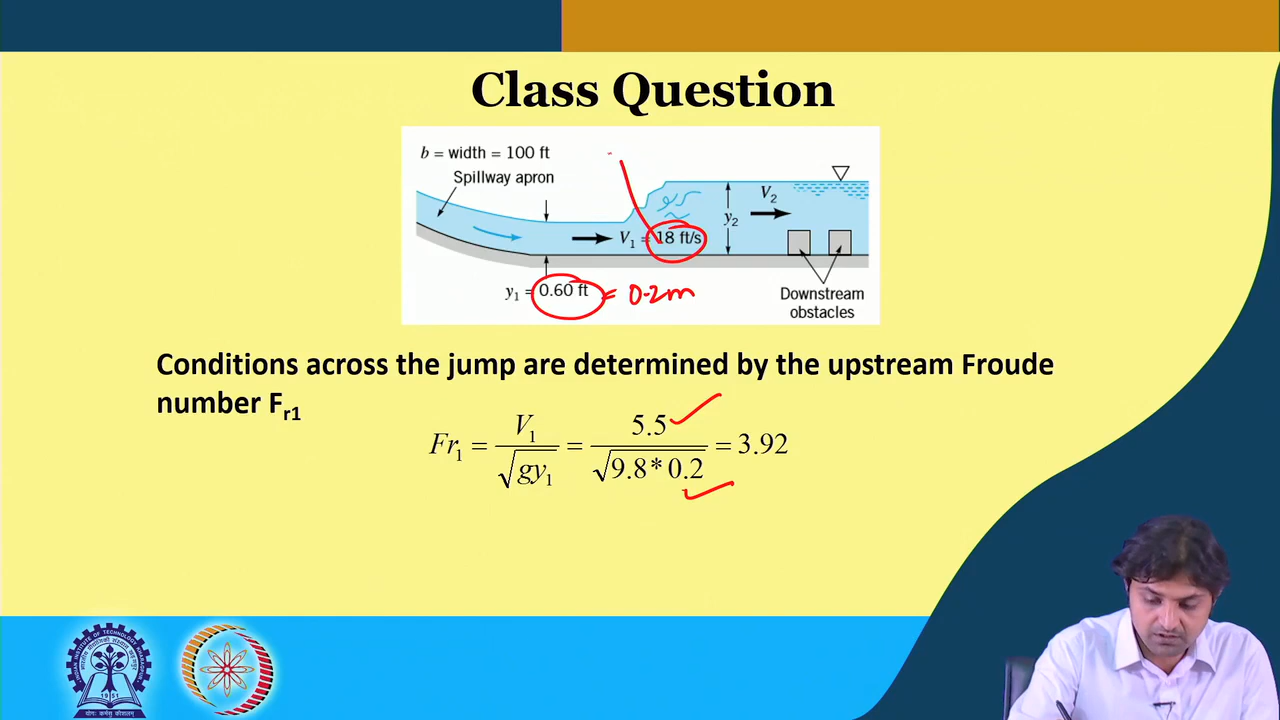 Class Question
b = width = 100 ft
Spillway apron
V₂
y₂
V₁ = 18 ft/s
y₁ = 0.60 ft = 0.2m
Downstream
obstacles
Conditions across the jump are determined by the upstream Froude
number Fr1
Fr₁ = V₁ / √gy₁ = 5.5 / √9.8*0.2 = 3.92
1951